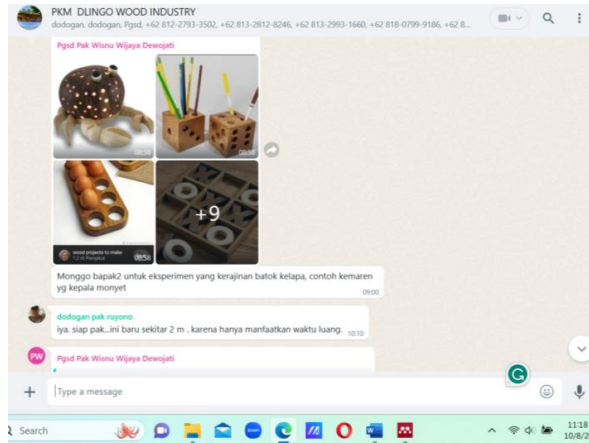 PKM DLINGO WOOD INDUSTRY
dodogan, dodogan, Pgsd, +62 812-2793-3502, +62 813-2812-8246, +62 813-2993-1660, +62 818-0799-9186, +62 8...
Pgsd Pak Wisnu Wijaya Dewojati
08:58
08:58
wood projects to make
08:58
+9
Monggo bapak2 untuk eksperimen yang kerajinan batok kelapa, contoh kemaren
yg kepala monyet
09:00
dodogan pak ruyono
iya. siap pak...ini baru sekitar 2 m . karena hanya manfaatkan waktu luang.
10:10
PW
Pgsd Pak Wisnu Wijaya Dewojati
Type a message
Search
zoom
11:18
10/8/2